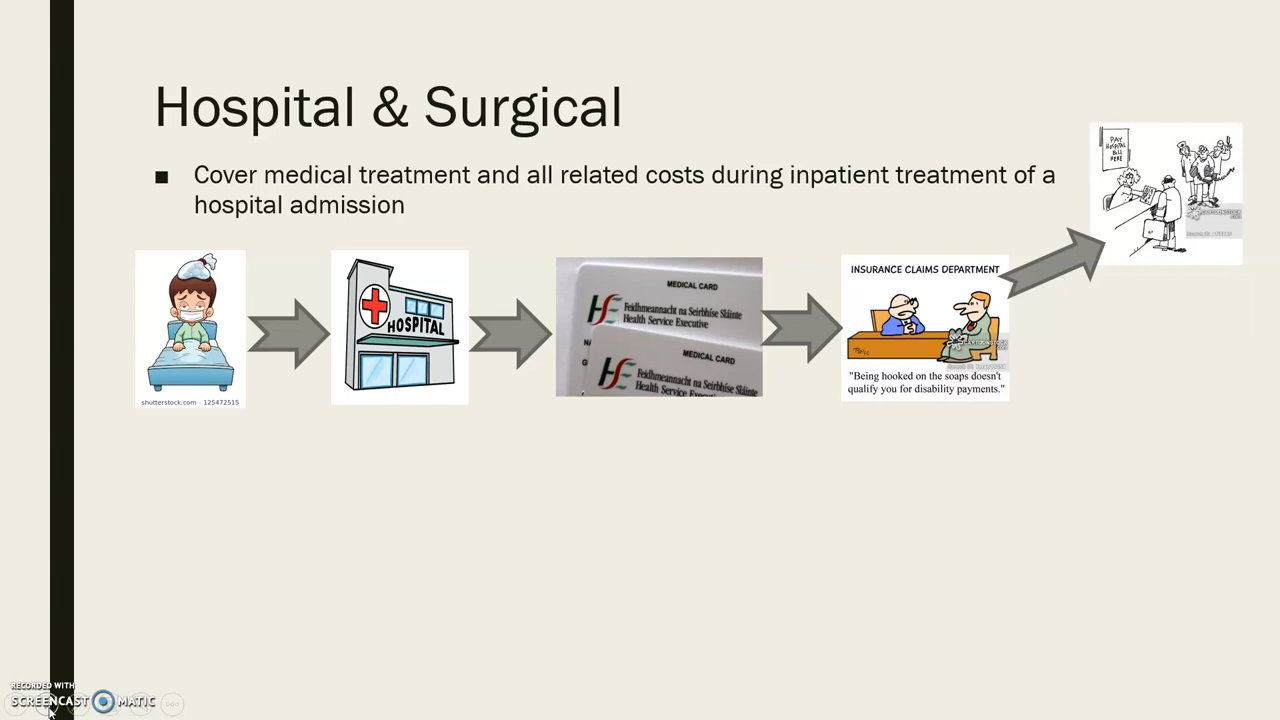 Hospital & Surgical
■ Cover medical treatment and all related costs during inpatient treatment of a
hospital admission
PAY
HOSPITAL
BILL
HERE
CARTOONSTOCK
.com
shutterstock.com · 125472515
HOSPITAL
MEDICAL CARD
Feidhmeannacht na Seirbhíse Sláinte
Health Service Executive
MEDICAL CARD
Feidhmeannacht na Seirbhíse Sláinte
Health Service
INSURANCE CLAIMS DEPARTMENT
"Being hooked on the soaps doesn't
qualify you for disability payments."
RECORDED WITH
SCREENCAST MATIC